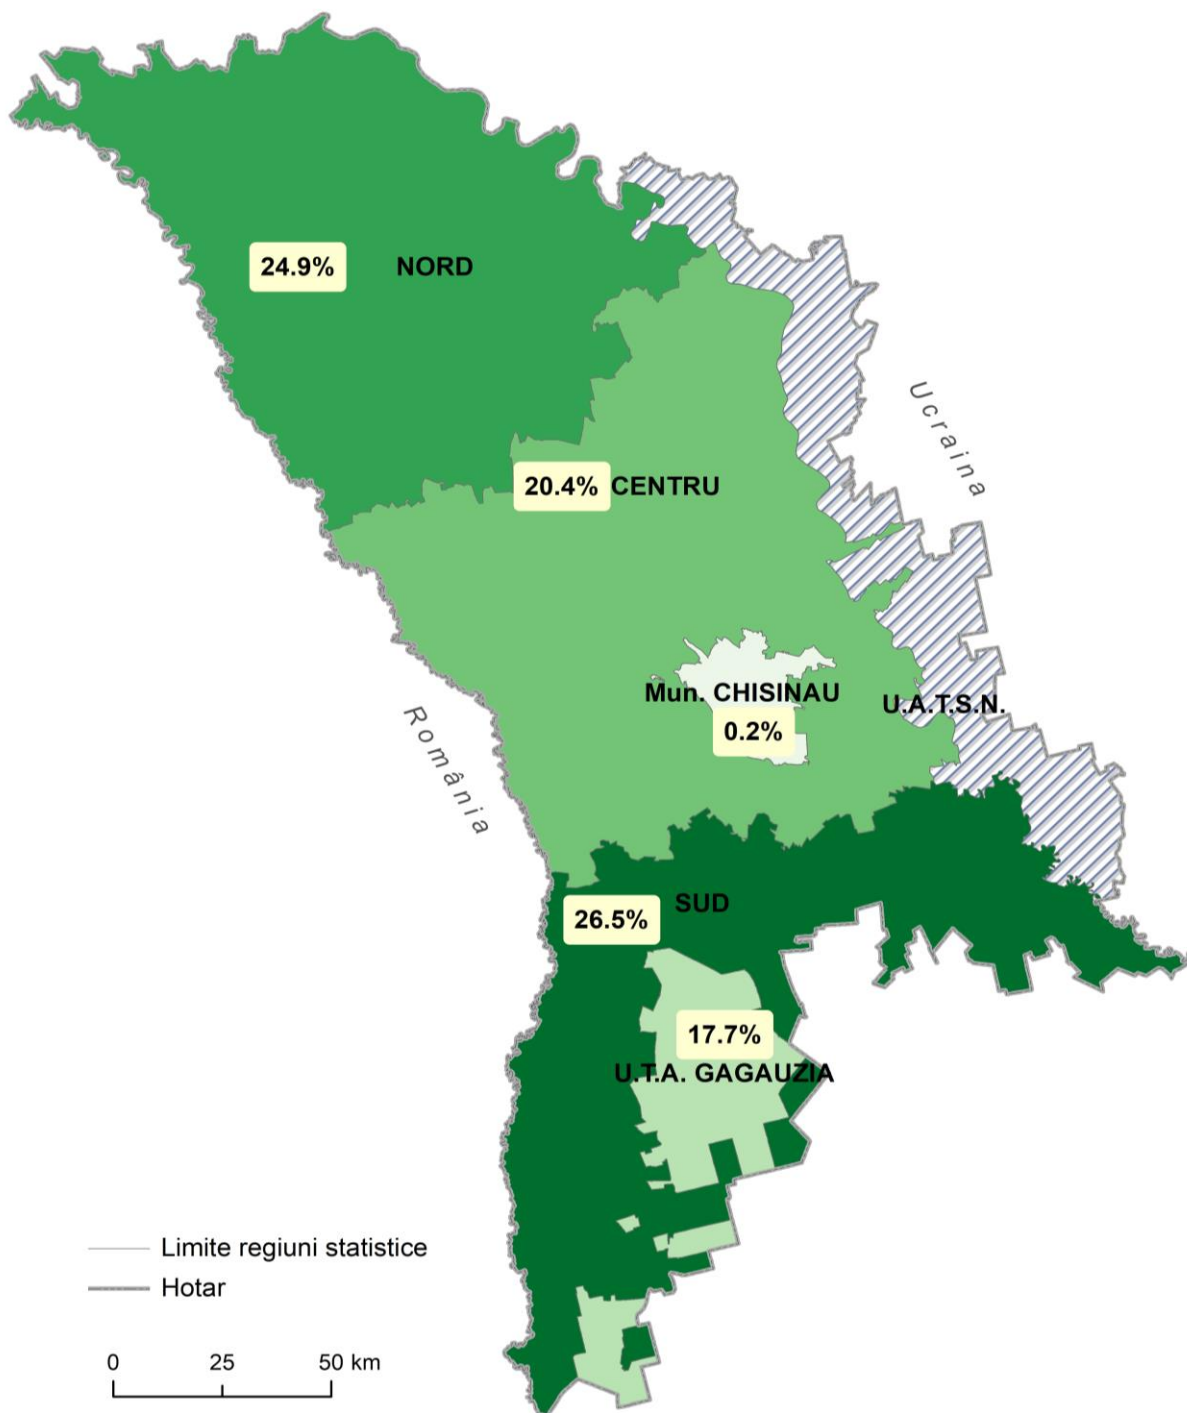 24.9% NORD
Ucraina
20.4% CENTRU
Mun. CHISINAU
U.A.T.S.N.
0.2%
România
SUD
26.5%
17.7%
U.T.A. GAGAUZIA
Limite regiuni statistice
Hotar
0 25 50 km